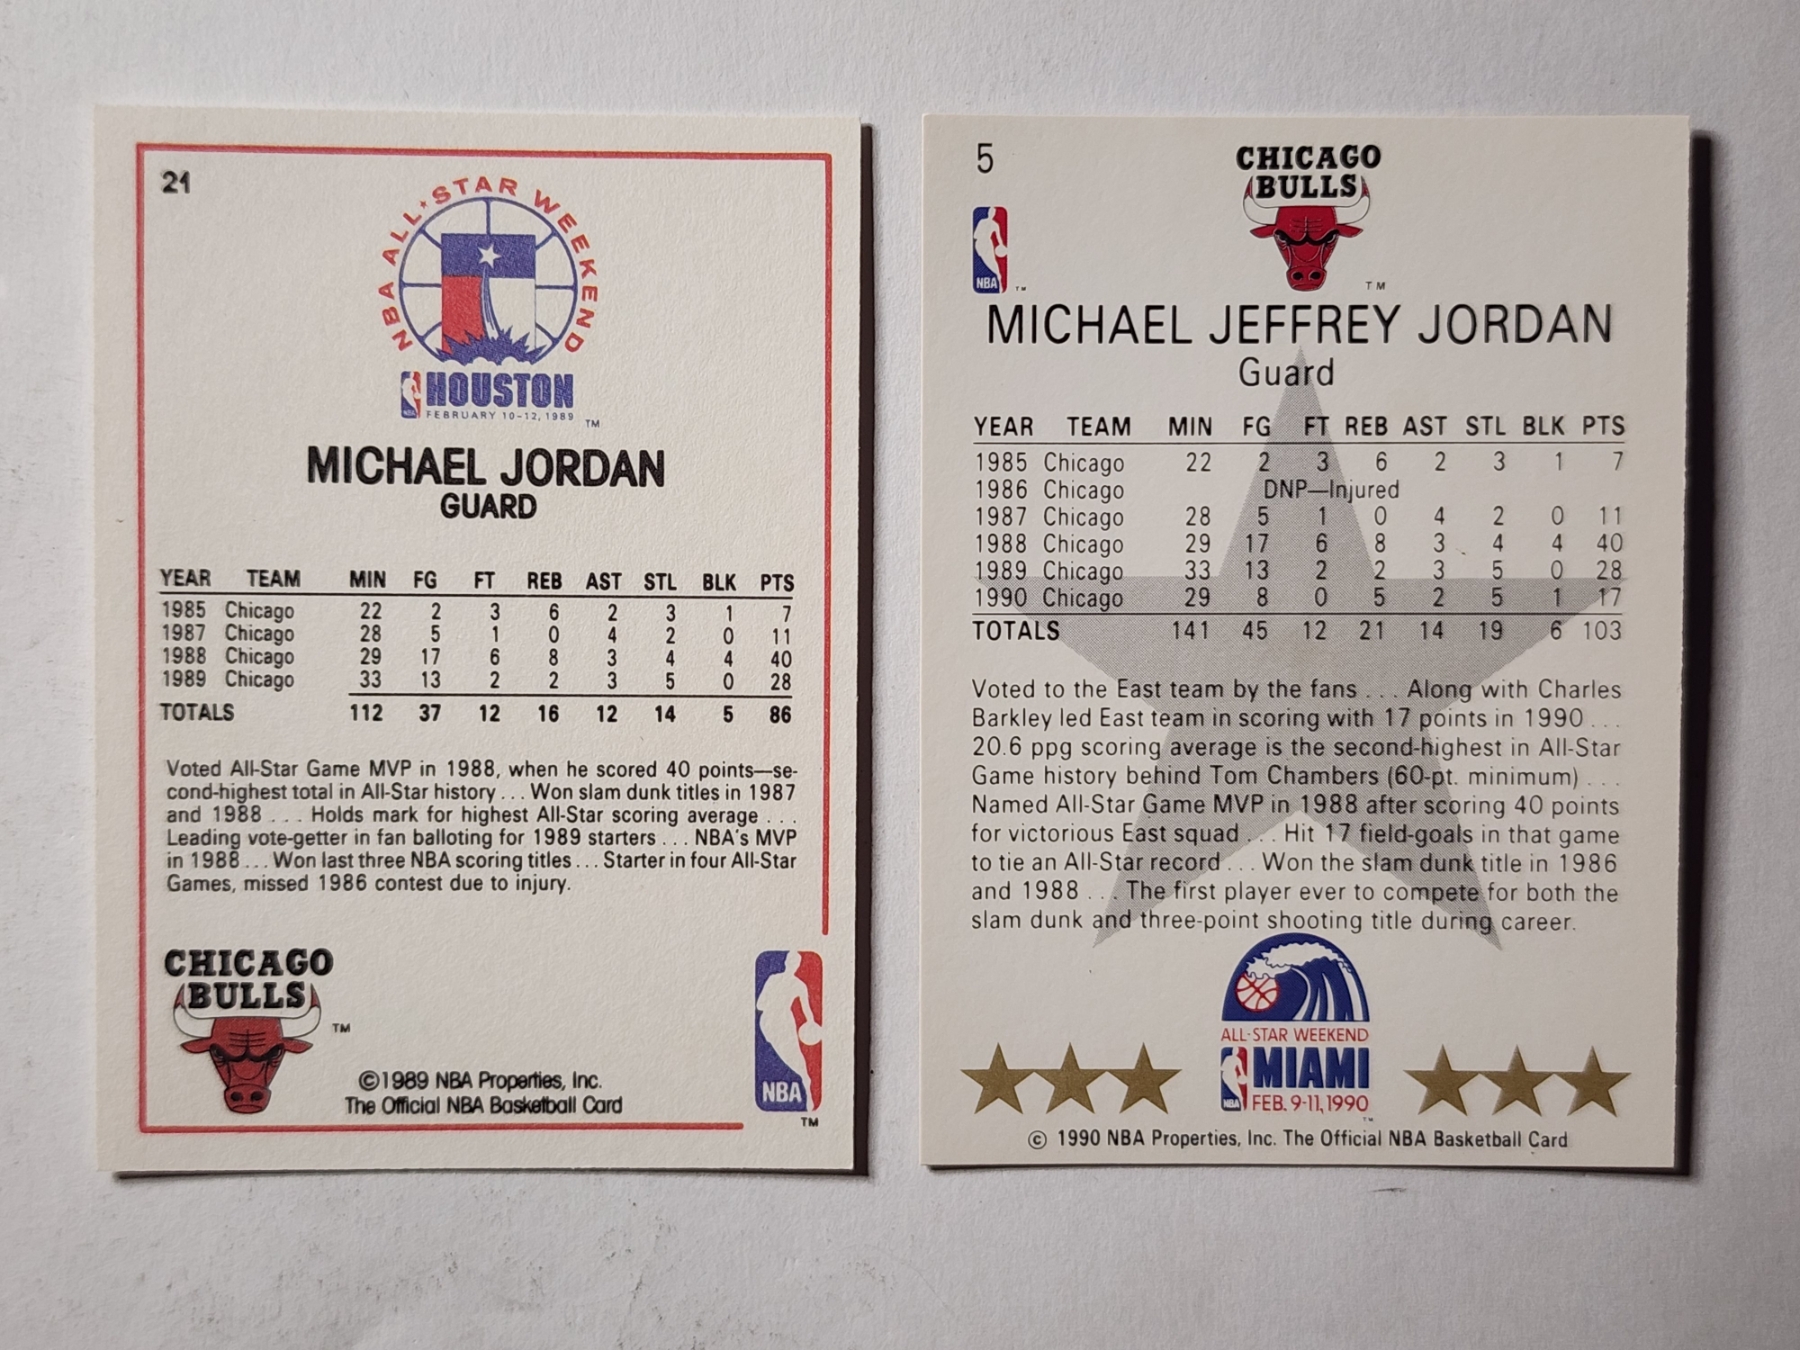 21
NBA ALL★STAR WEEKEND
NBA HOUSTON
FEBRUARY 10-12, 1989 TM
MICHAEL JORDAN
GUARD
YEAR TEAM MIN FG FT REB AST STL BLK PTS
1985 Chicago 22 2 3 6 2 3 1 7
1987 Chicago 28 5 1 0 4 2 0 11
1988 Chicago 29 17 6 8 3 4 4 40
1989 Chicago 33 13 2 2 3 5 0 28
TOTALS 112 37 12 16 12 14 5 86
Voted All-Star Game MVP in 1988, when he scored 40 points—se-
cond-highest total in All-Star history . . . Won slam dunk titles in 1987
and 1988 . . . Holds mark for highest All-Star scoring average . . .
Leading vote-getter in fan balloting for 1989 starters . . . NBA's MVP
in 1988 . . . Won last three NBA scoring titles . . . Starter in four All-Star
Games, missed 1986 contest due to injury.
CHICAGO
BULLS
TM
©1989 NBA Properties, Inc.
The Official NBA Basketball Card
NBA
TM
5
CHICAGO
BULLS
NBA TM
TM
MICHAEL JEFFREY JORDAN
Guard
YEAR TEAM MIN FG FT REB AST STL BLK PTS
1985 Chicago 22 2 3 6 2 3 1 7
1986 Chicago DNP—Injured
1987 Chicago 28 5 1 0 4 2 0 11
1988 Chicago 29 17 6 8 3 4 4 40
1989 Chicago 33 13 2 2 3 5 0 28
1990 Chicago 29 8 0 5 2 5 1 17
TOTALS 141 45 12 21 14 19 6 103
Voted to the East team by the fans . . . Along with Charles
Barkley led East team in scoring with 17 points in 1990 . . .
20.6 ppg scoring average is the second-highest in All-Star
Game history behind Tom Chambers (60-pt. minimum) . . .
Named All-Star Game MVP in 1988 after scoring 40 points
for victorious East squad . . . Hit 17 field-goals in that game
to tie an All-Star record . . . Won the slam dunk title in 1986
and 1988 . . . The first player ever to compete for both the
slam dunk and three-point shooting title during career.
ALL-STAR WEEKEND
NBA MIAMI
FEB. 9-11, 1990
TM
© 1990 NBA Properties, Inc. The Official NBA Basketball Card